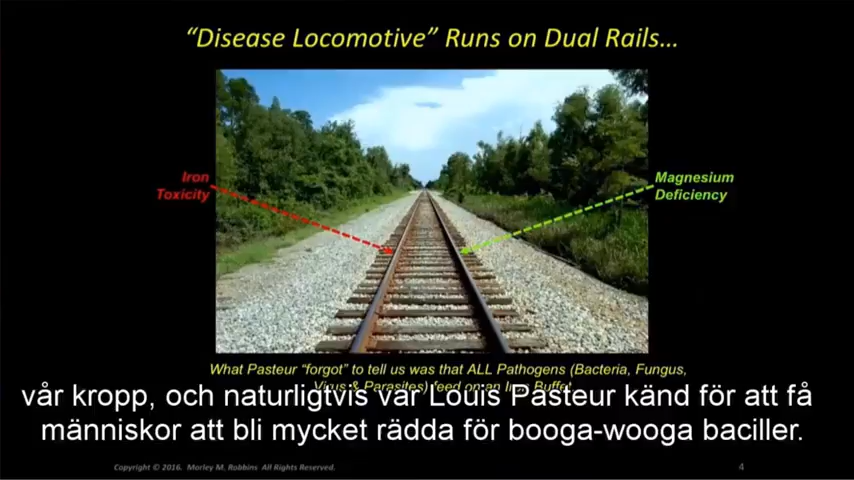 “Disease Locomotive” Runs on Dual Rails…
Iron
Toxicity
Magnesium
Deficiency
What Pasteur “forgot” to tell us was that ALL Pathogens (Bacteria, Fungus,
Virus & Parasites) feed on an Iron Buffet
vår kropp, och naturligtvis var Louis Pasteur känd för att få
människor att bli mycket rädda för booga-wooga baciller.
Copyright © 2016. Morley M. Robbins All Rights Reserved.
4